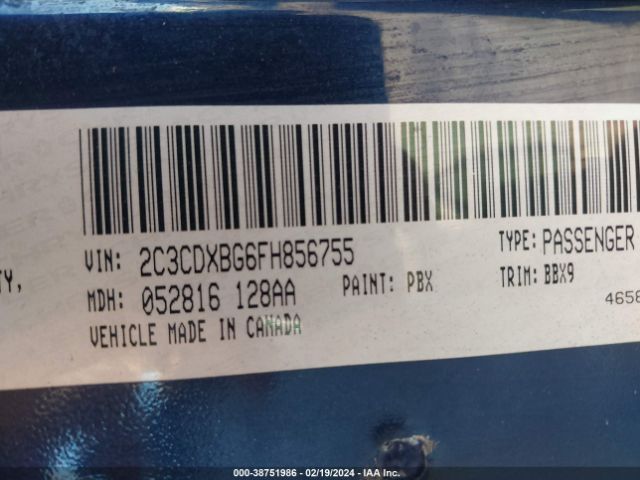 VIN: 2C3CDXBG6FH856755
TYPE: PASSENGER
TY,
MDH: 052816 128AA
PAINT: PBX
TRIM: BBX9
4658
VEHICLE MADE IN CANADA
000-38751986 - 02/19/2024 - IAA Inc.